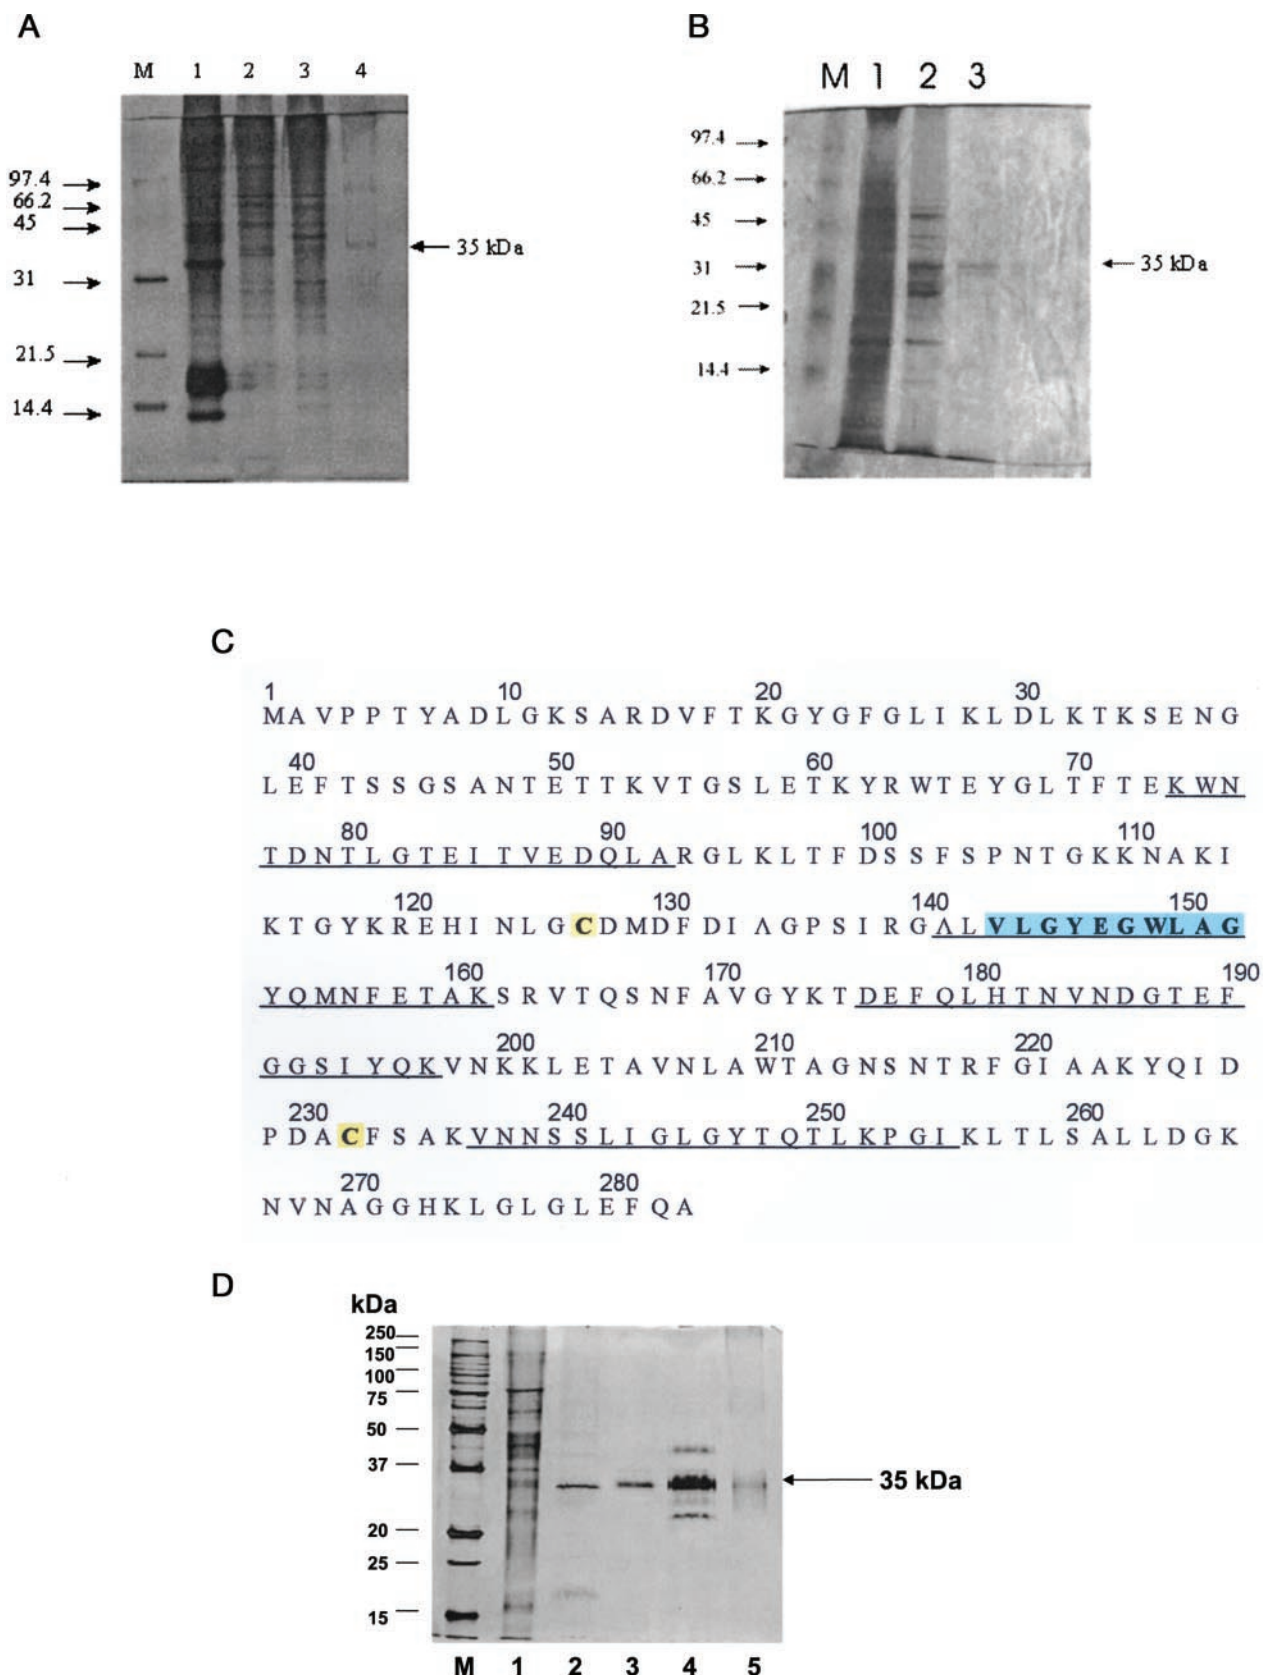 A
M 1 2 3 4
97.4
66.2
45
31
21.5
14.4
35 kDa
B
M 1 2 3
97.4
66.2
45
31
21.5
14.4
35 kDa
C
1 10 20 30
M A V P P T Y A D L G K S A R D V F T K G Y G F G L I K L D L K T K S E N G
40 50 60 70
L E F T S S G S A N T E T T K V T G S L E T K Y R W T E Y G L T F T E K W N
80 90 100 110
T D N T L G T E I T V E D Q L A R G L K L T F D S S F S P N T G K K N A K I
120 130 140 150
K T G Y K R E H I N L G C D M D F D I A G P S I R G A L V L G Y E G W L A G
160 170 180 190
Y Q M N F E T A K S R V T Q S N F A V G Y K T D E F Q L H T N V N D G T E F
200 210 220
G G S I Y Q K V N K K L E T A V N L A W T A G N S N T R F G I A A K Y Q I D
230 240 250 260
P D A C F S A K V N N S S L I G L G Y T Q T L K P G I K L T L S A L L D G K
270 280
N V N A G G H K L G L G L E F Q A
D
kDa
250
150
100
75
50
37
20
25
15
35 kDa
M 1 2 3 4 5